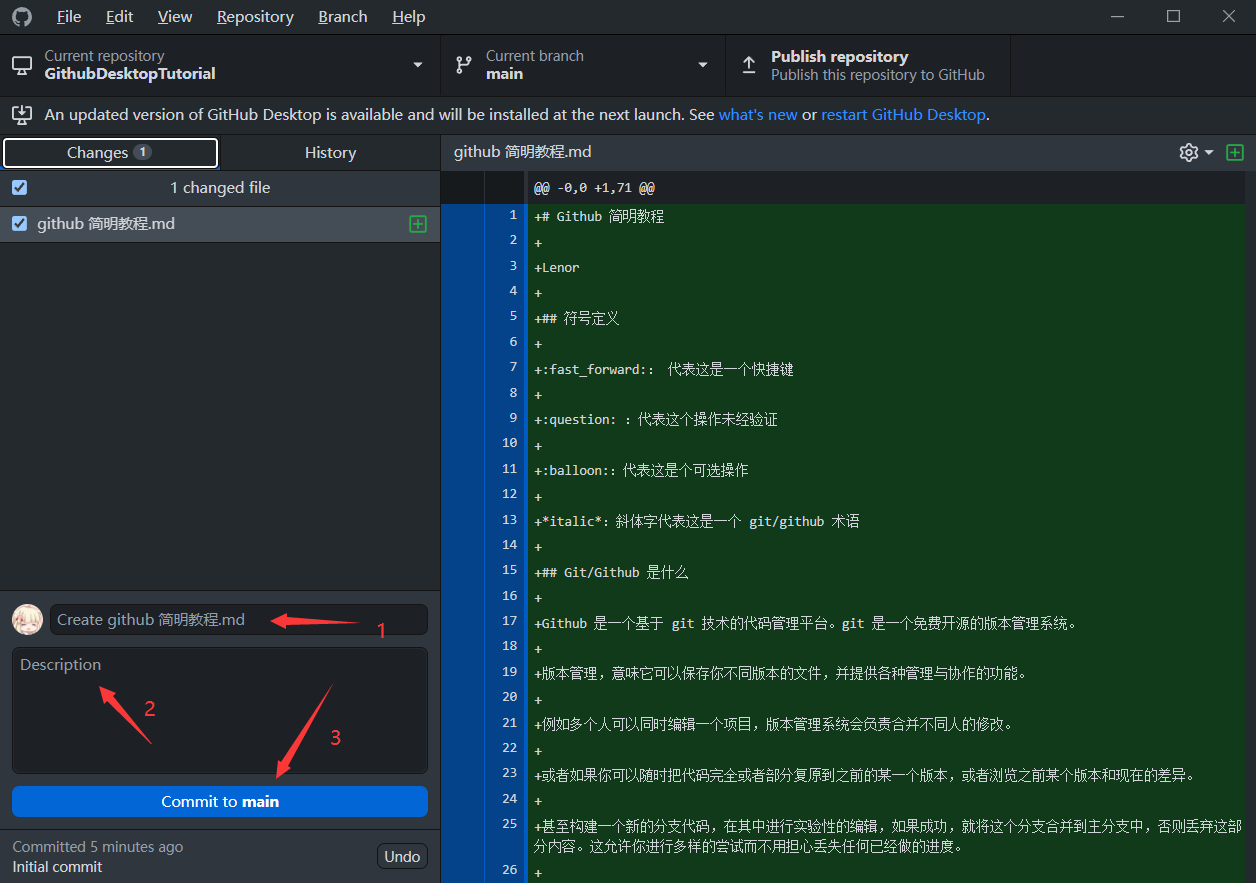 File Edit View Repository Branch Help
Current repository
GithubDesktopTutorial
Current branch
main
Publish repository
Publish this repository to GitHub
An updated version of GitHub Desktop is available and will be installed at the next launch. See what's new or restart GitHub Desktop.
Changes 1
History
1 changed file
github 简明教程.md
Create github 简明教程.md
1
Description
2
3
Commit to main
Committed 5 minutes ago
Initial commit
Undo
github 简明教程.md
@@ -0,0 +1,71 @@
1 +# Github 简明教程
2 +
3 +Lenor
4 +
5 +## 符号定义
6 +
7 +:fast_forward:： 代表这是一个快捷键
8 +
9 +:question: ：代表这个操作未经验证
10 +
11 +:balloon:：代表这是个可选操作
12 +
13 +*italic*：斜体字代表这是一个 git/github 术语
14 +
15 +## Git/Github 是什么
16 +
17 +Github 是一个基于 git 技术的代码管理平台。git 是一个免费开源的版本管理系统。
18 +
19 +版本管理，意味它可以保存你不同版本的文件，并提供各种管理与协作的功能。
20 +
21 +例如多个人可以同时编辑一个项目，版本管理系统会负责合并不同人的修改。
22 +
23 +或者如果你可以随时把代码完全或者部分复原到之前的某一个版本，或者浏览之前某个版本和现在的差异。
24 +
25 +甚至构建一个新的分支代码，在其中进行实验性的编辑，如果成功，就将这个分支合并到主分支中，否则丢弃这部
分内容。这允许你进行多样的尝试而不用担心丢失任何已经做的进度。
26 +